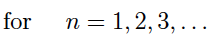 for n = 1, 2, 3, . . .